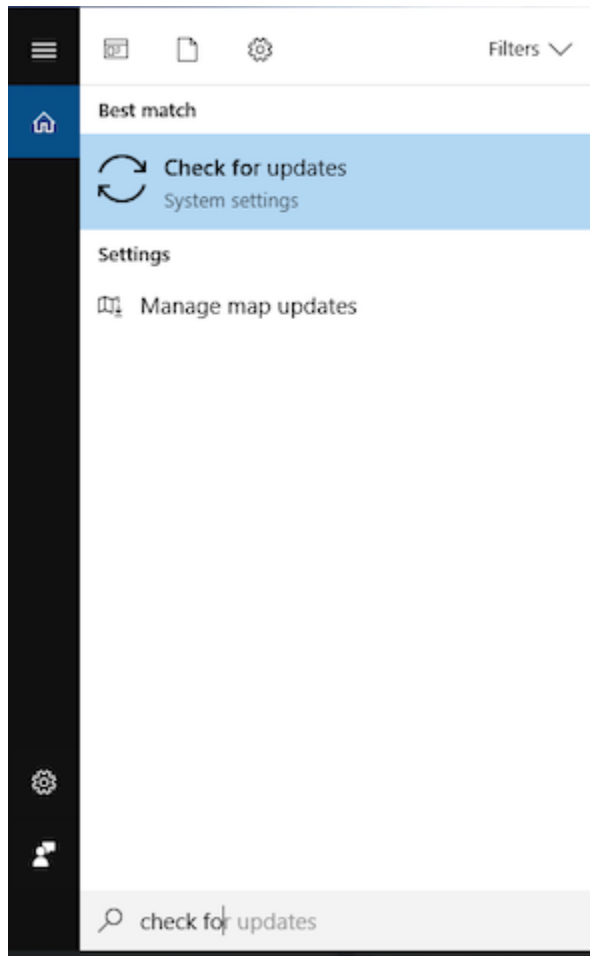 Filters
Best match
Check for updates
System settings
Settings
Manage map updates
check for updates